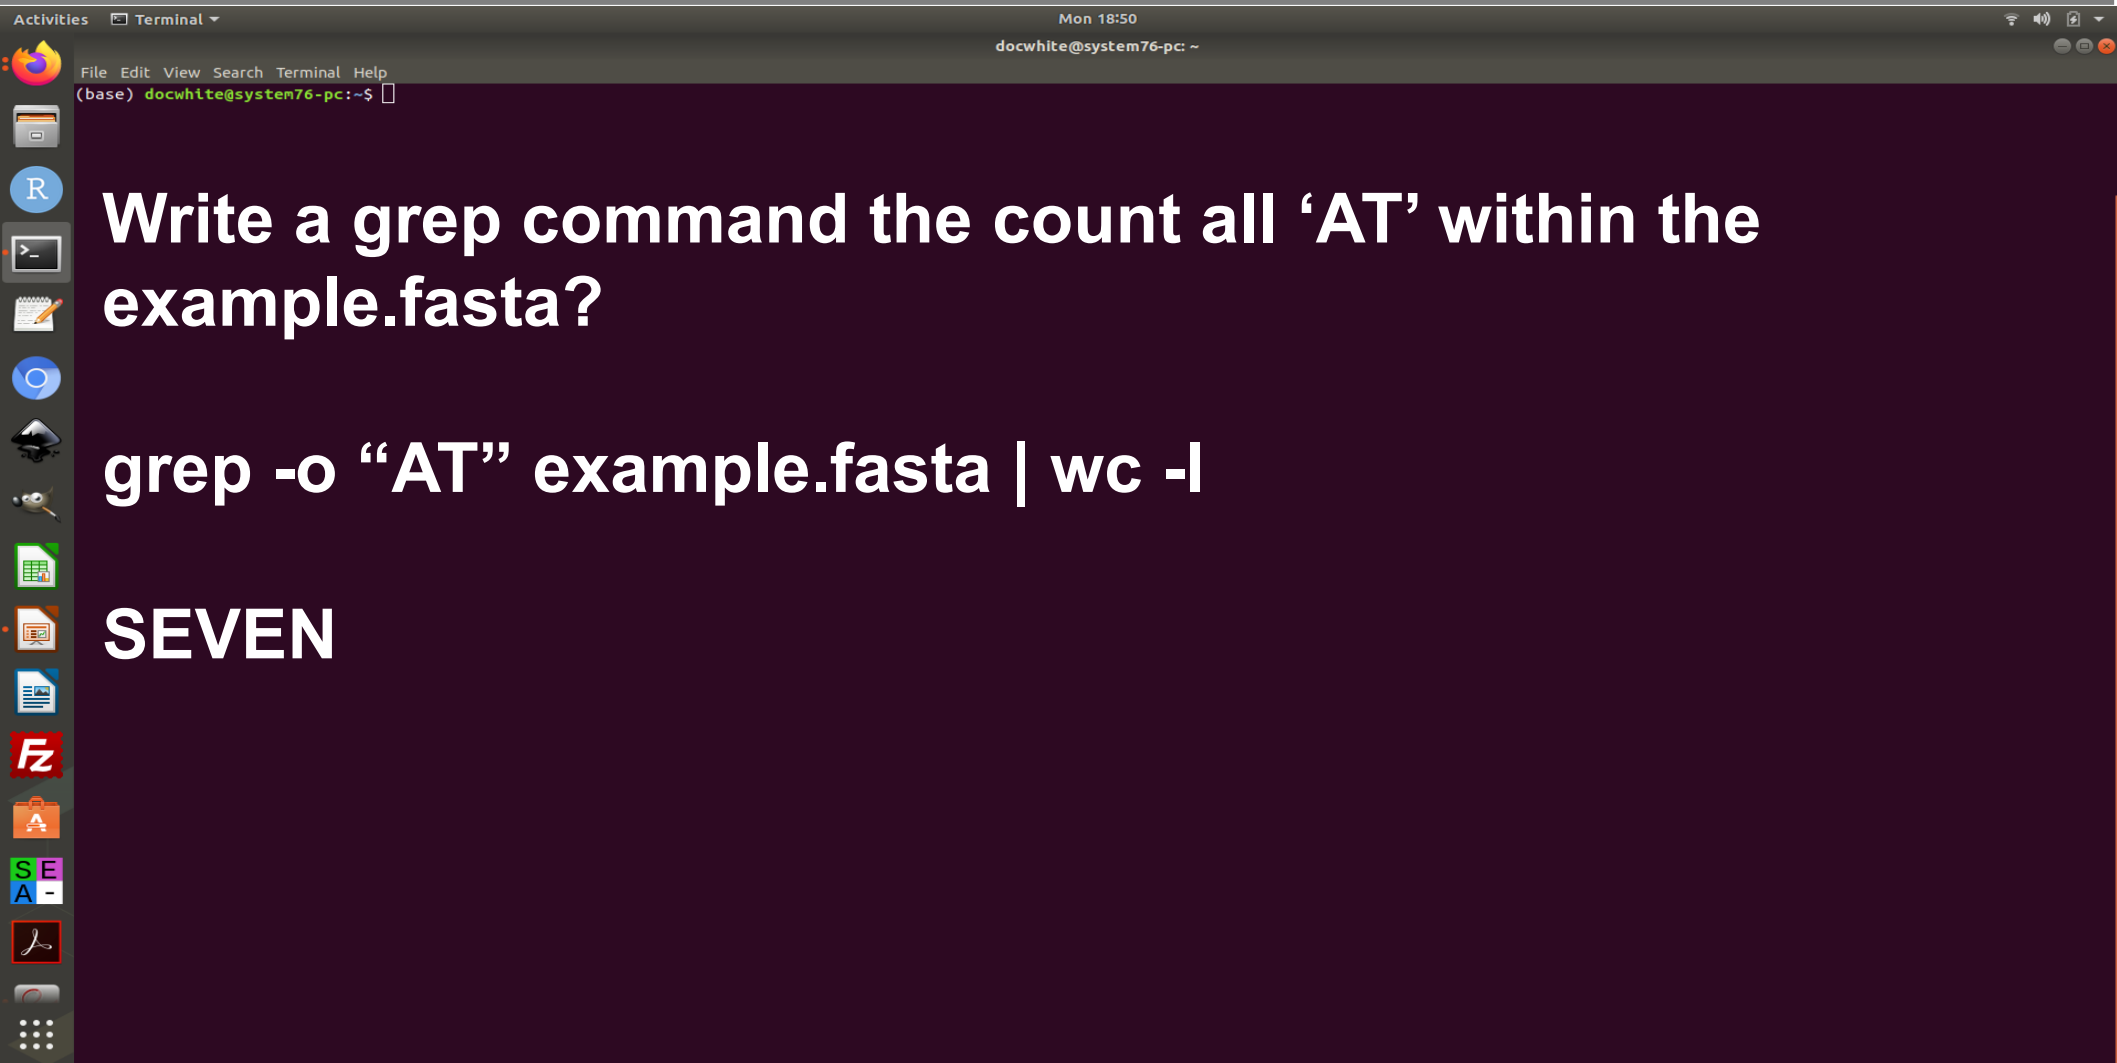 Activities Terminal Mon 18:50
docwhite@system76-pc: ~
File Edit View Search Terminal Help
(base) docwhite@system76-pc:~$
R
>_
Write a grep command the count all ‘AT’ within the
example.fasta?
grep -o “AT” example.fasta | wc -l
SEVEN
Fz
A
S E
A -